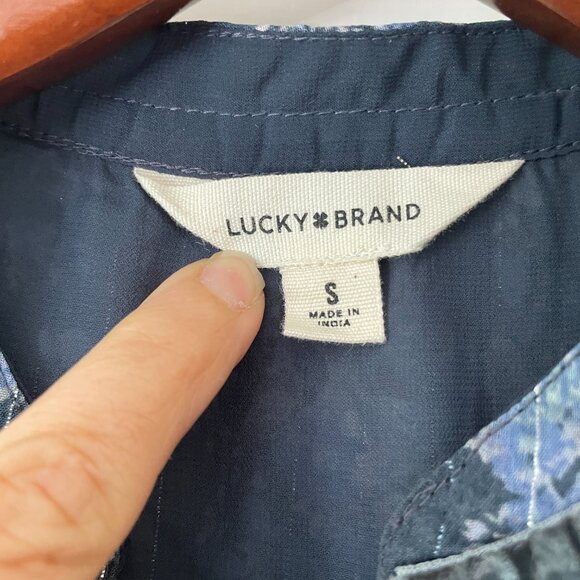 LUCKY BRAND
S
MADE IN
INDIA